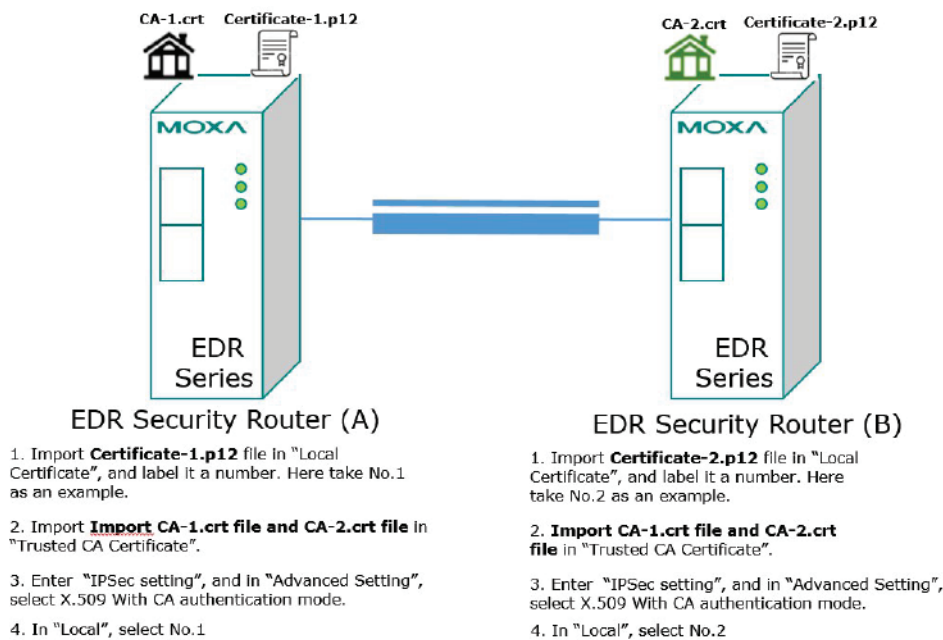 CA-1.crt Certificate-1.p12
CA-2.crt Certificate-2.p12
MOXA
MOXA
EDR
Series
EDR
Series
EDR Security Router (A)
1. Import Certificate-1.p12 file in “Local
Certificate”, and label it a number. Here take No.1
as an example.
2. Import Import CA-1.crt file and CA-2.crt file in
“Trusted CA Certificate”.
3. Enter “IPSec setting”, and in “Advanced Setting”,
select X.509 With CA authentication mode.
4. In “Local”, select No.1
EDR Security Router (B)
1. Import Certificate-2.p12 file in “Local
Certificate”, and label it a number. Here
take No.2 as an example.
2. Import CA-1.crt file and CA-2.crt
file in “Trusted CA Certificate”.
3. Enter “IPSec setting”, and in “Advanced Setting”,
select X.509 With CA authentication mode.
4. In “Local”, select No.2